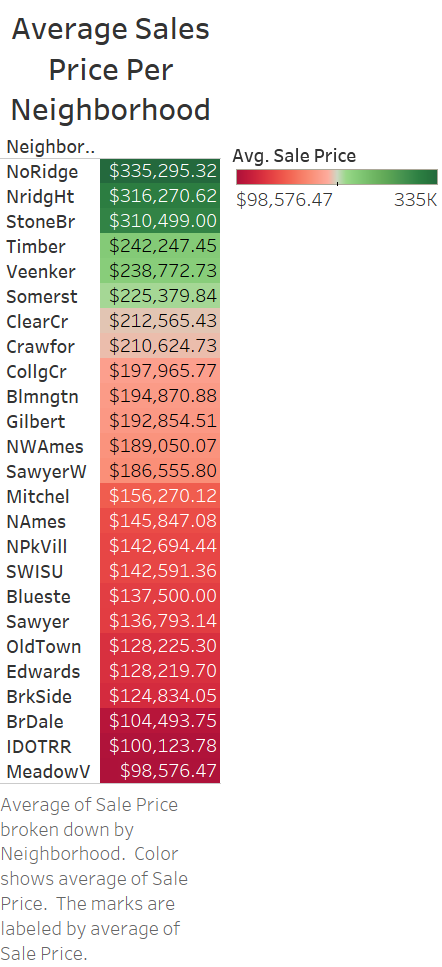 Average Sales
Price Per
Neighborhood
Neighbor..
NoRidge $335,295.32
NridgHt $316,270.62
StoneBr $310,499.00
Timber $242,247.45
Veenker $238,772.73
Somerst $225,379.84
ClearCr $212,565.43
Crawfor $210,624.73
CollgCr $197,965.77
Blmngtn $194,870.88
Gilbert $192,854.51
NWAmes $189,050.07
SawyerW $186,555.80
Mitchel $156,270.12
NAmes $145,847.08
NPkVill $142,694.44
SWISU $142,591.36
Blueste $137,500.00
Sawyer $136,793.14
OldTown $128,225.30
Edwards $128,219.70
BrkSide $124,834.05
BrDale $104,493.75
IDOTRR $100,123.78
MeadowV $98,576.47
Avg. Sale Price
$98,576.47 335K
Average of Sale Price
broken down by
Neighborhood. Color
shows average of Sale
Price. The marks are
labeled by average of
Sale Price.